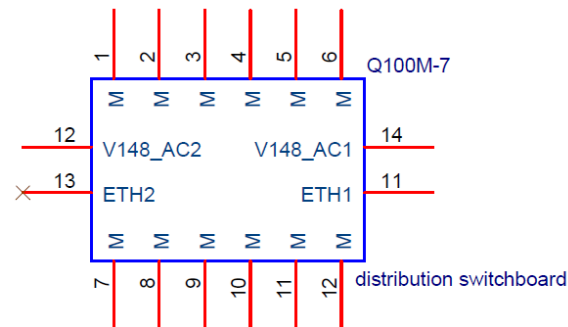 1 2 3 4 5 6
Q100M-7
M M M M M M
12 V148_AC2 V148_AC1 14
13 ETH2 ETH1 11
M M M M M M
distribution switchboard
7 8 9 10 11 12